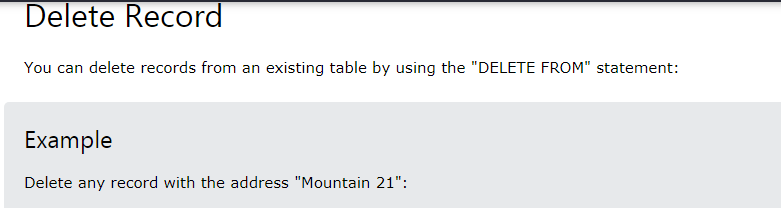 Delete Record
You can delete records from an existing table by using the "DELETE FROM" statement:
Example
Delete any record with the address "Mountain 21":